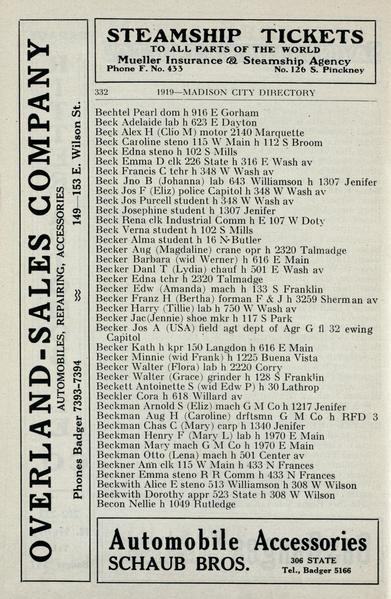 STEAMSHIP TICKETS
TO ALL PARTS OF THE WORLD
Mueller Insurance & Steamship Agency
Phone F. No. 433 No. 126 S. Pinckney
332 1919—MADISON CITY DIRECTORY
Bechtel Pearl dom h 916 E Gorham
Beck Adelaide lab h 623 E Dayton
Beck Alex H (Clio M) motor 2140 Marquette
Beck Caroline steno 115 W Main h 112 S Broom
Beck Edna steno h 102 S Mills
Beck Emma D clk 226 State h 316 E Wash av
Beck Francis C tchr h 348 W Wash av
Beck Jno B (Johanna) lab 643 Williamson h 1307 Jenifer
Beck Jos F (Eliz) police Capitol h 348 W Wash av
Beck Jos Purcell student h 348 W Wash av
Beck Josephine student h 1307 Jenifer
Beck Rena clk Industrial Comm h E 107 W Doty
Beck Verna student h 102 S Mills
Becker Alma student h 16 N Butler
Becker Aug (Magdaline) crane opr h 2320 Talmadge
Becker Barbara (wid Werner) h 616 E Main
Becker Danl T (Lydia) chauf h 501 E Wash av
Becker Edna tchr h 2320 Talmadge
Becker Edw (Amanda) mach h 133 S Franklin
Becker Franz H (Bertha) forman F & J h 3259 Sherman av
Becker Harry (Tillie) lab h 750 W Wash av
Becker Jac(Jennie) shoe mkr h 117 S Park
Becker Jos A (USA) field agt dept of Agr G fl 32 ewing
Capitol
Becker Kath h kpr 150 Langdon h 616 E Main
Becker Minnie (wid Frank) h 1225 Buena Vista
Becker Walter (Flora) lab h 2220 Corry
Becker Walter (Grace) grinder h 128 S Franklin
Beckett Antoinette S (wid Edw P) h 30 Lathrop
Beckler Cora h 618 Willard av
Beckman Arnold S (Eliz) mach G M Co h 1217 Jenifer
Beckman Aug H (Caroline) drftsmn G M Co h RFD 3
Beckman Chas C (Mary) carp h 1340 Jenifer
Beckman Henry F (Mary L) lab h 1970 E Main
Beckman Mary mach G M Co h 1970 E Main
Beckman Otto (Lena) mach h 501 Center av
Beckner Ann clk 115 W Main h 433 N Frances
Beckner Emma steno R R Comm h 433 N Frances
Beckwith Alice E steno 513 Williamson h 308 W Wilson
Beckwith Dorothy appr 523 State h 308 W Wilson
Becon Nellie h 1049 Rutledge
OVERLAND-SALES COMPANY
AUTOMOBILES, REPAIRING, ACCESSORIES
Phones Badger 7393-7394 149 153 E. Wilson St.
Automobile Accessories
SCHAUB BROS. 306 STATE
Tel., Badger 5166